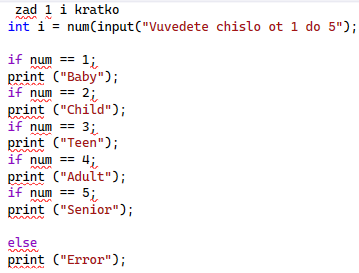 zad 1 i kratko
int i = num(input("Vuvedete chislo ot 1 do 5");
if num == 1;
print ("Baby");
if num == 2;
print ("Child");
if num == 3;
print ("Teen");
if num == 4;
print ("Adult");
if num == 5;
print ("Senior");
else
print ("Error");